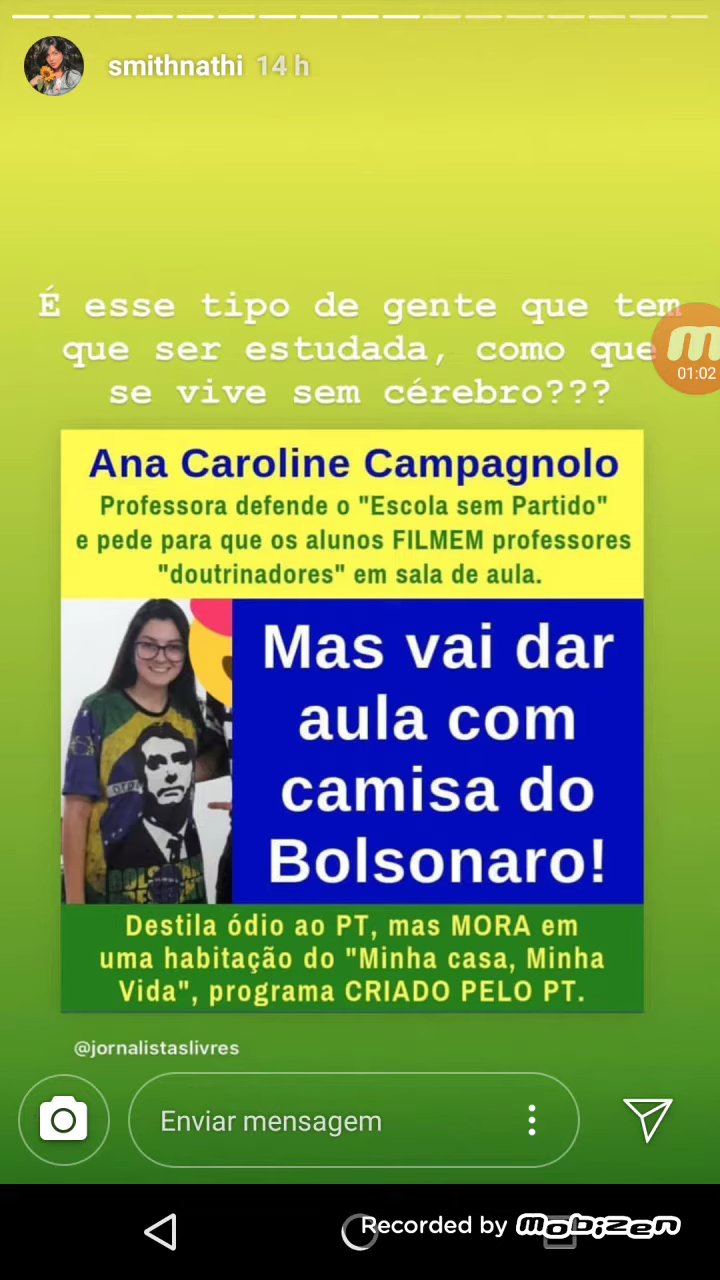 smithnathi 14 h
É esse tipo de gente que tem
que ser estudada, como que
se vive sem cérebro???
01:02
Ana Caroline Campagnolo
Professora defende o "Escola sem Partido"
e pede para que os alunos FILMEM professores
"doutrinadores" em sala de aula.
Mas vai dar
aula com
camisa do
Bolsonaro!
Destila ódio ao PT, mas MORA em
uma habitação do "Minha casa, Minha
Vida", programa CRIADO PELO PT.
@jornalistaslivres
Enviar mensagem
Recorded by mobizen